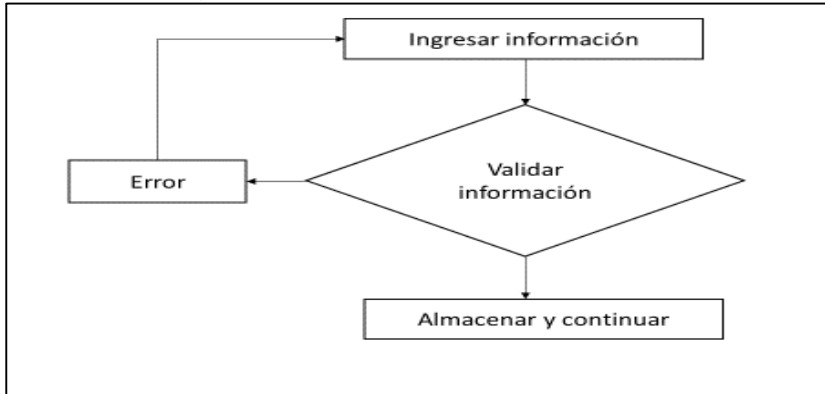 Ingresar información
Validar
información
Error
Almacenar y continuar